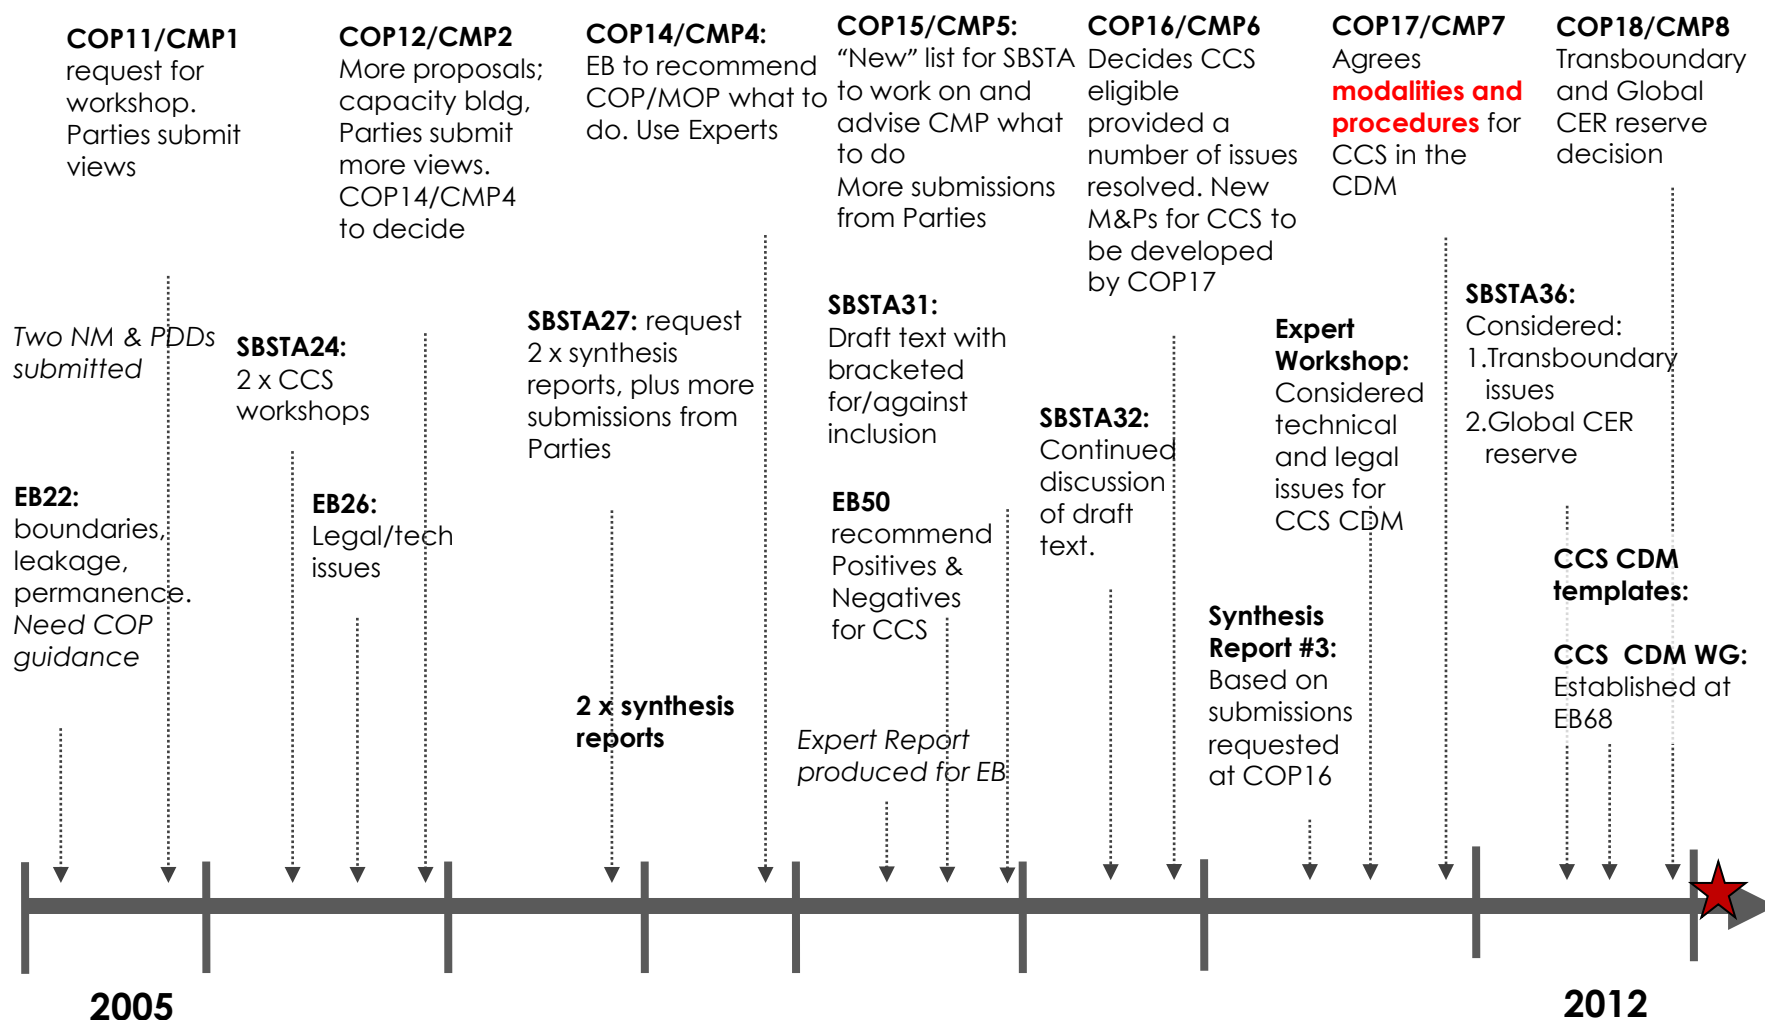 COP11/CMP1
request for
workshop.
Parties submit
views
COP12/CMP2
More proposals;
capacity bldg,
Parties submit
more views.
COP14/CMP4
to decide
COP14/CMP4:
EB to recommend
COP/MOP what to
do. Use Experts
COP15/CMP5:
“New” list for SBSTA
to work on and
advise CMP what
to do
More submissions
from Parties
COP16/CMP6
Decides CCS
eligible
provided a
number of issues
resolved. New
M&Ps for CCS to
be developed
by COP17
COP17/CMP7
Agrees
modalities and
procedures for
CCS in the
CDM
COP18/CMP8
Transboundary
and Global
CER reserve
decision
Two NM & PDDs
submitted
SBSTA24:
2 x CCS
workshops
SBSTA27: request
2 x synthesis
reports, plus more
submissions from
Parties
SBSTA31:
Draft text with
bracketed
for/against
inclusion
SBSTA32:
Continued
discussion
of draft
text.
Expert
Workshop:
Considered
technical
and legal
issues for
CCS CDM
SBSTA36:
Considered:
1.Transboundary
issues
2.Global CER
reserve
EB22:
boundaries,
leakage,
permanence.
Need COP
guidance
EB26:
Legal/tech
issues
2 x synthesis
reports
EB50
recommend
Positives &
Negatives
for CCS
Expert Report
produced for EB
Synthesis
Report #3:
Based on
submissions
requested
at COP16
CCS CDM
templates:
CCS CDM WG:
Established at
EB68
2005
2012